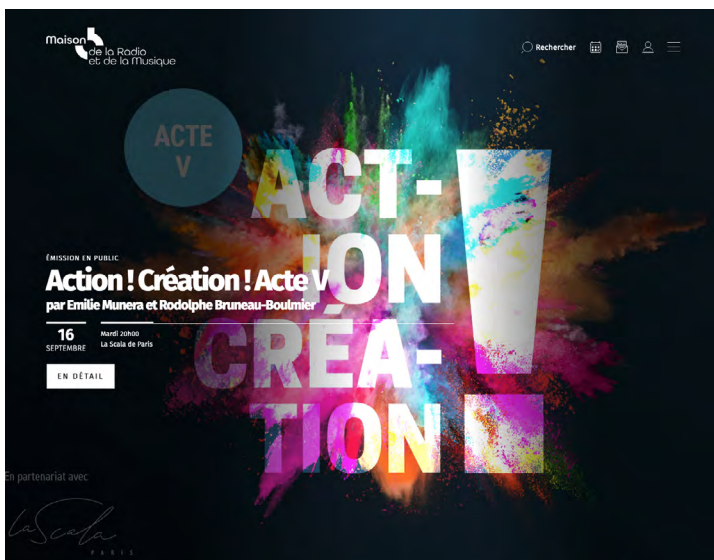 Maison
de la Radio
et de la Musique
Rechercher
ACTE
V
ACT-
ION
CRÉA-
TION
!
ÉMISSION EN PUBLIC
Action ! Création ! Acte V
par Emilie Munera et Rodolphe Bruneau-Boulmier
16
SEPTEMBRE
Mardi 20h00
La Scala de Paris
EN DÉTAIL
En partenariat avec
La Scala
PARIS